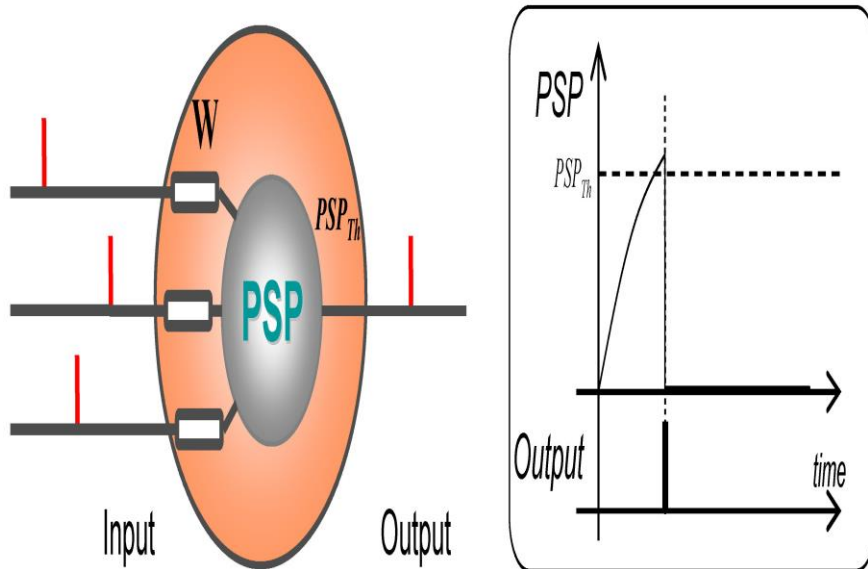 W
PSP_Th
PSP
Input
Output
PSP
PSP_Th
Output
time